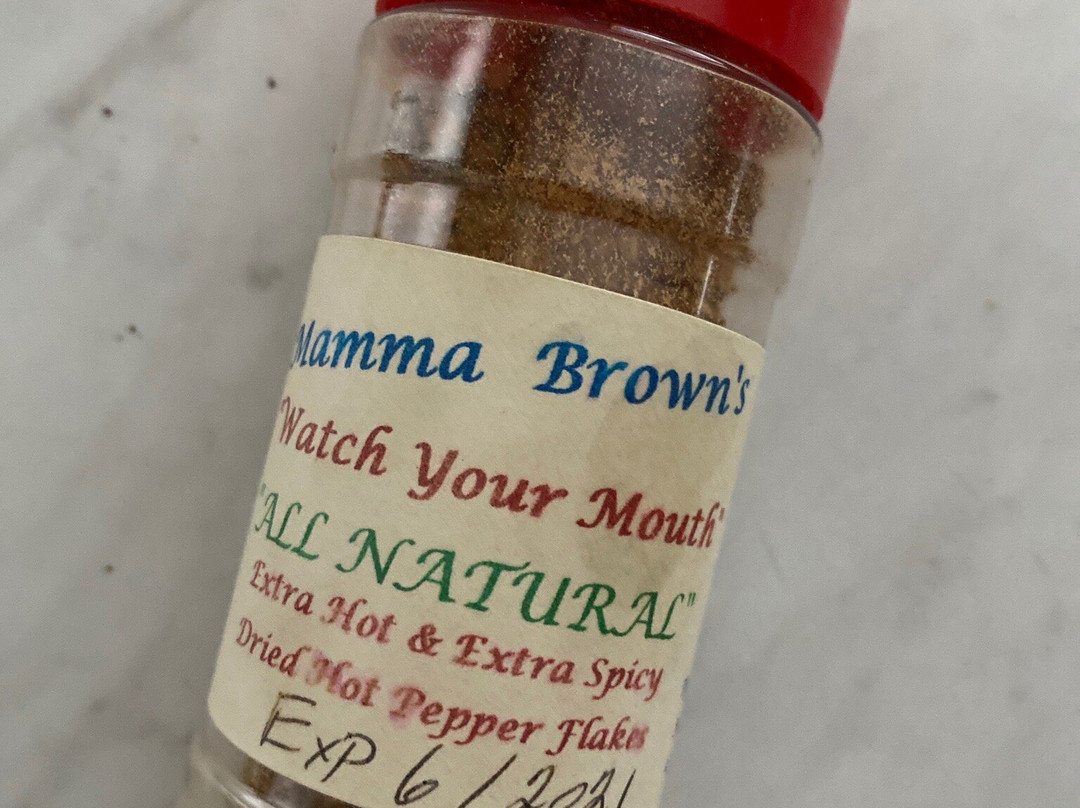 Mamma Brown's
"Watch Your Mouth"
"ALL NATURAL"
Extra Hot & Extra Spicy
Dried Hot Pepper Flakes
EXP 6/2021